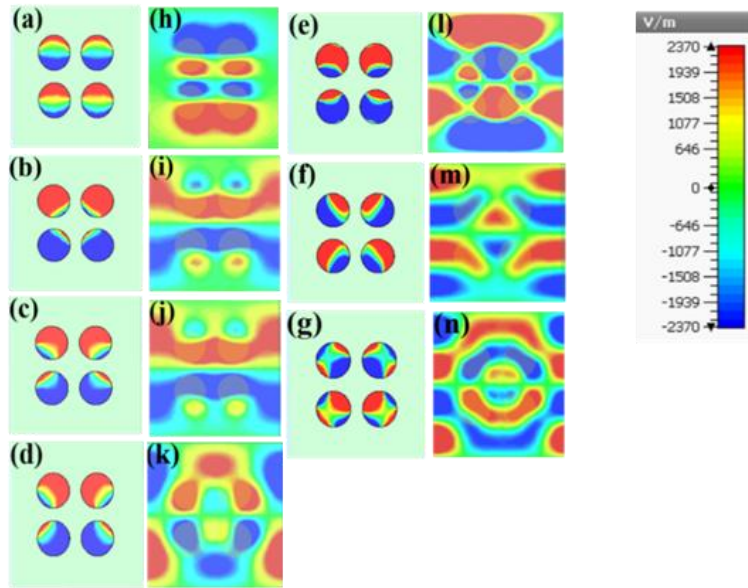 (a)
(h)
(e)
(l)
(b)
(i)
(f)
(m)
(c)
(j)
(g)
(n)
(d)
(k)
V/m
2370
1939
1508
1077
646
0
-646
-1077
-1508
-1939
-2370